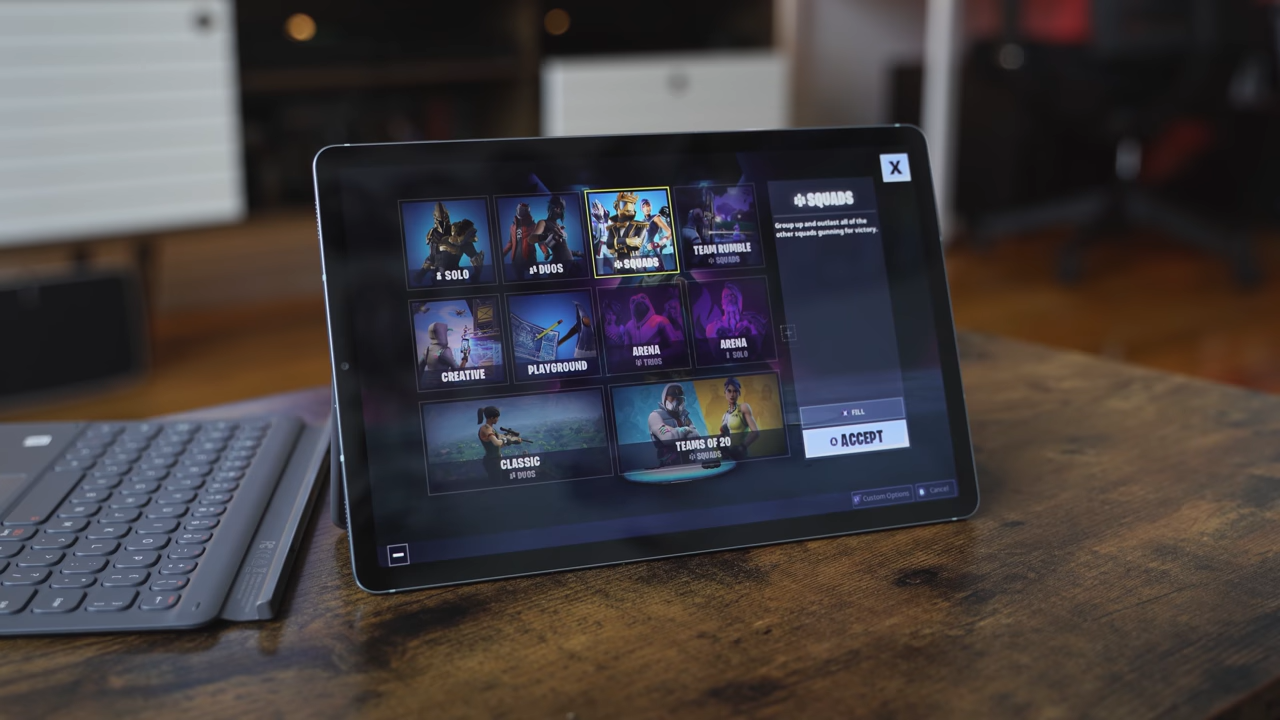 X
SOLO
DUOS
SQUADS
TEAM RUMBLE
SQUADS
SQUADS
Group up and outlast all of the
other squads gunning for victory.
CREATIVE
PLAYGROUND
ARENA
TRIOS
ARENA
SOLO
CLASSIC
DUOS
TEAMS OF 20
SQUADS
FILL
ACCEPT
Custom Options
Cancel